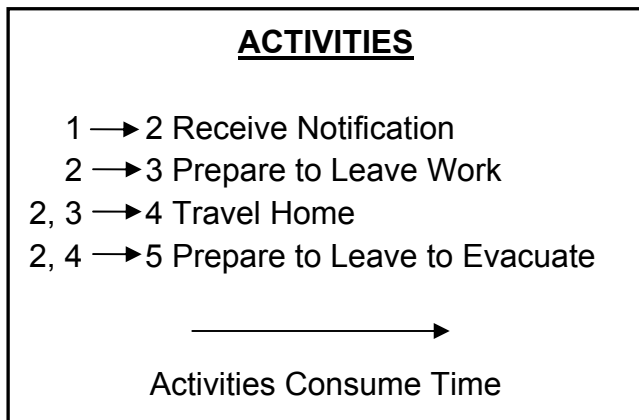 ACTIVITIES
1 → 2 Receive Notification
2 → 3 Prepare to Leave Work
2, 3 → 4 Travel Home
2, 4 → 5 Prepare to Leave to Evacuate
Activities Consume Time